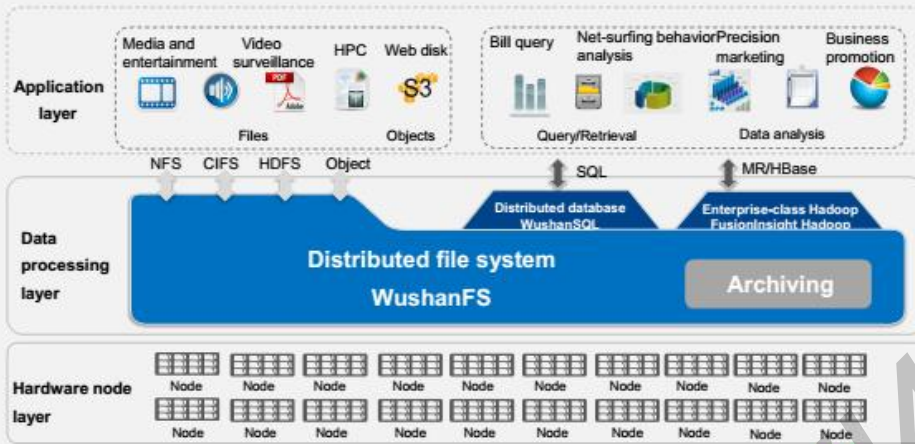 Media and
entertainment
Video
surveillance
HPC
Web disk
Bill query
Net-surfing behavior
analysis
Precision
marketing
Business
promotion
Application
layer
PDF
Adobe
S3
Files
Objects
Query/Retrieval
Data analysis
NFS
CIFS
HDFS
Object
SQL
MR/HBase
Data
processing
layer
Distributed database
WushanSQL
Enterprise-class Hadoop
FusionInsight Hadoop
Distributed file system
WushanFS
Archiving
Hardware node
layer
Node Node Node Node Node Node Node Node Node Node
Node Node Node Node Node Node Node Node Node Node